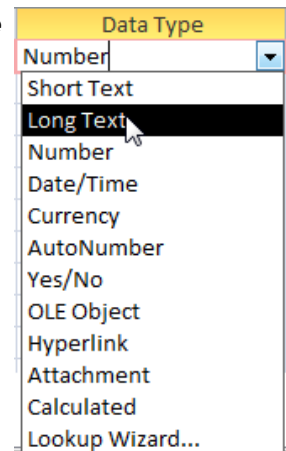 Data Type
Number
Short Text
Long Text
Number
Date/Time
Currency
AutoNumber
Yes/No
OLE Object
Hyperlink
Attachment
Calculated
Lookup Wizard...